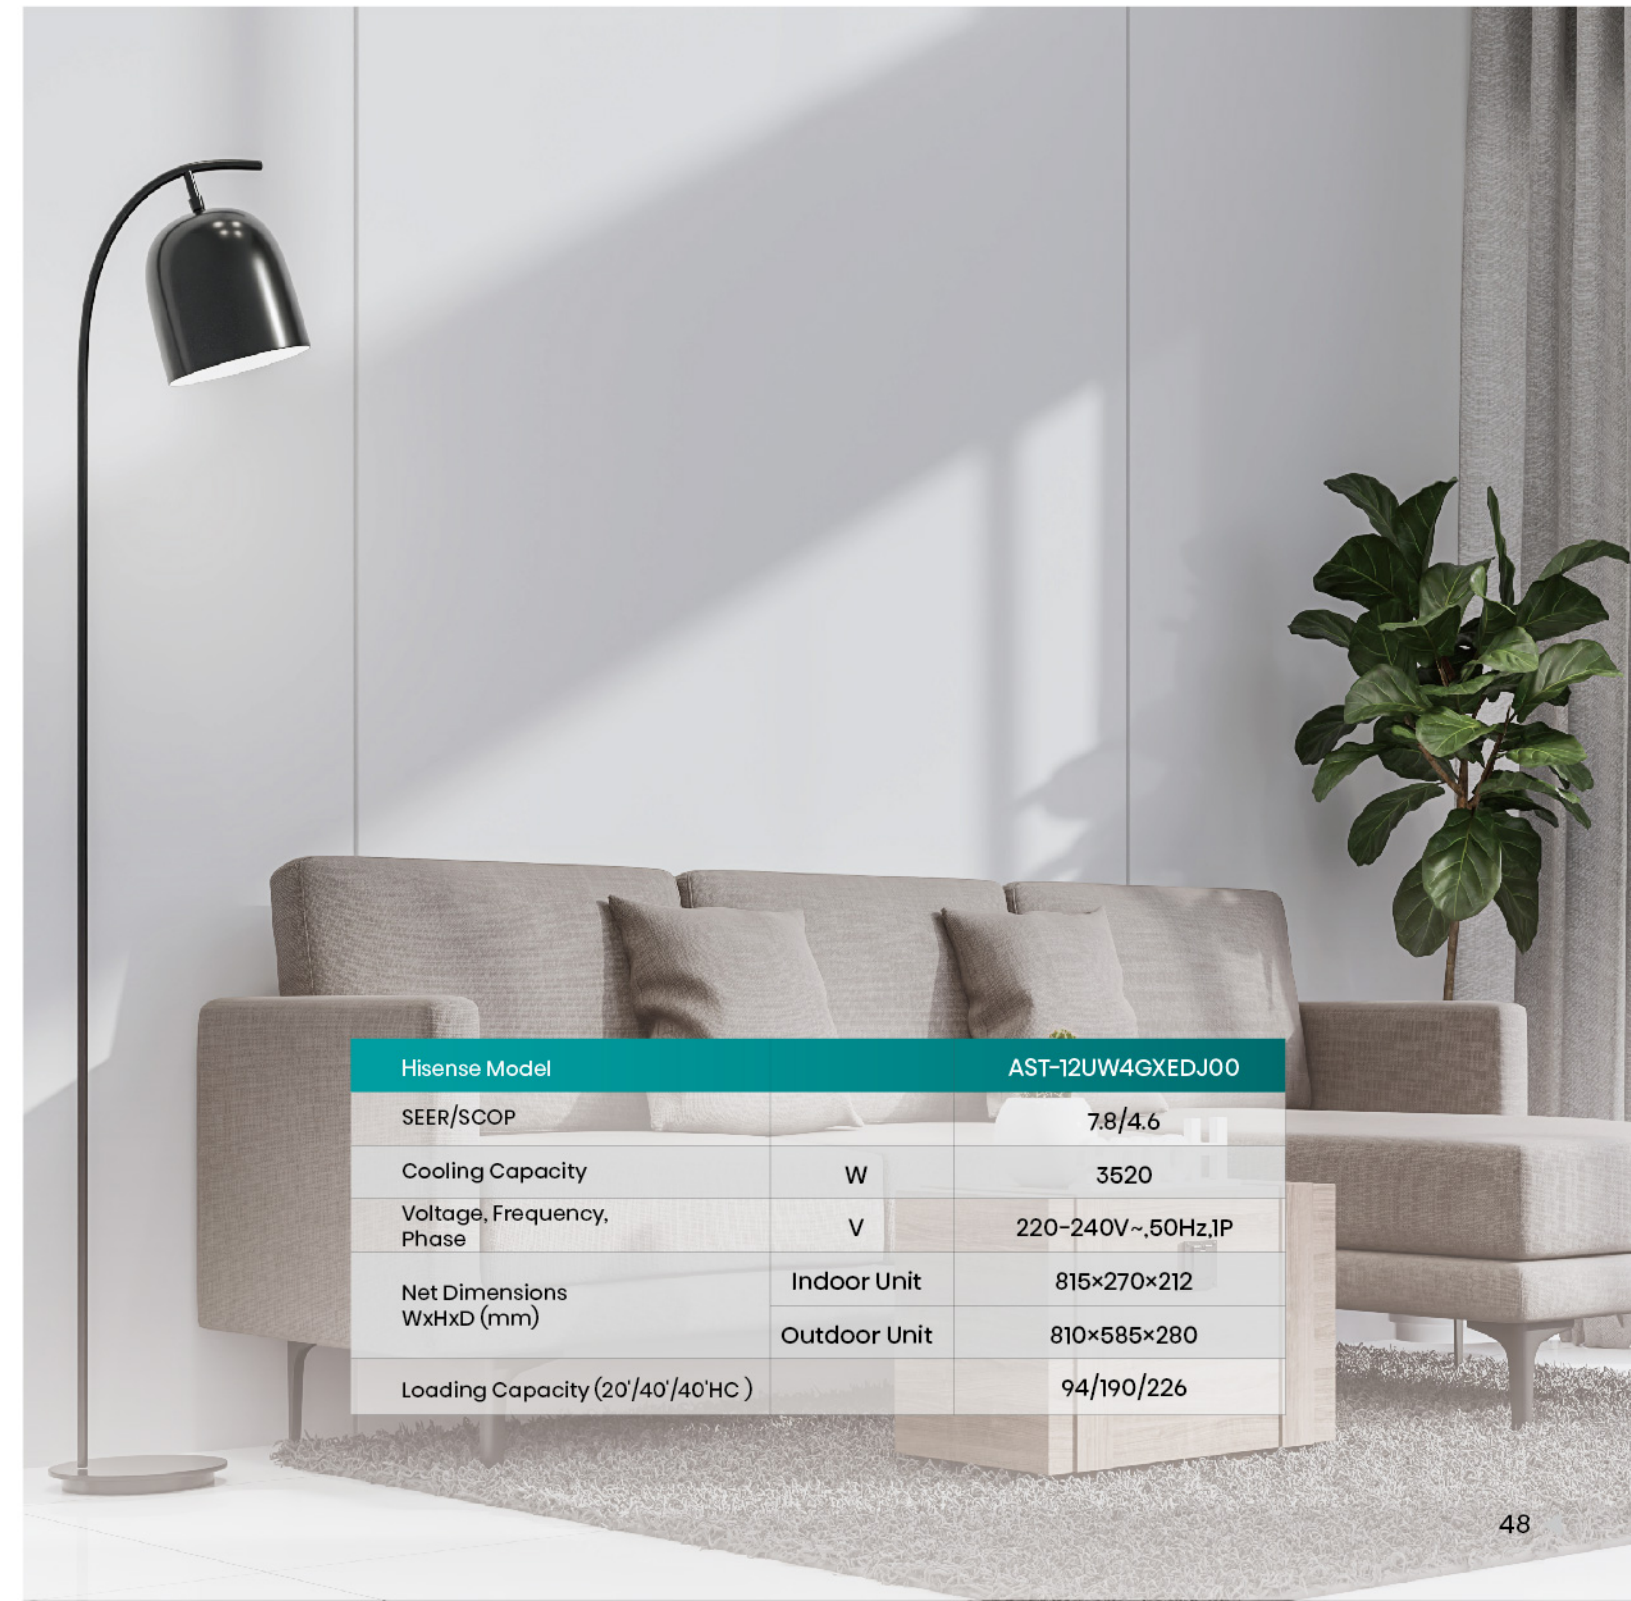 Hisense Model AST-12UW4GXEDJ00
SEER/SCOP 7.8/4.6
Cooling Capacity W 3520
Voltage, Frequency,
Phase V 220-240V~,50Hz,1P
Net Dimensions
WxHxD (mm)
Indoor Unit 815×270×212
Outdoor Unit 810×585×280
Loading Capacity (20'/40'/40'HC ) 94/190/226
48